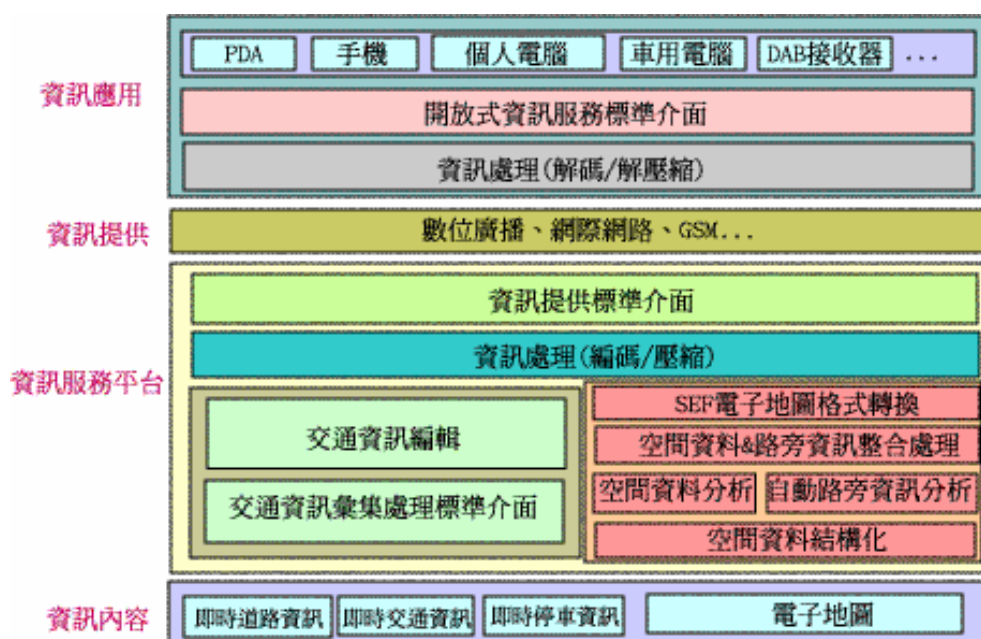 資訊應用
PDA
手機
個人電腦
車用電腦
DAB接收器
...
開放式資訊服務標準介面
資訊處理(解碼/解壓縮)
資訊提供
數位廣播、網際網路、GSM...
資訊服務平台
資訊提供標準介面
資訊處理(編碼/壓縮)
交通資訊編輯
交通資訊彙集處理標準介面
SEF電子地圖格式轉換
空間資料&路旁資訊整合處理
空間資料分析
自動路旁資訊分析
空間資料結構化
資訊內容
即時道路資訊
即時交通資訊
即時停車資訊
電子地圖